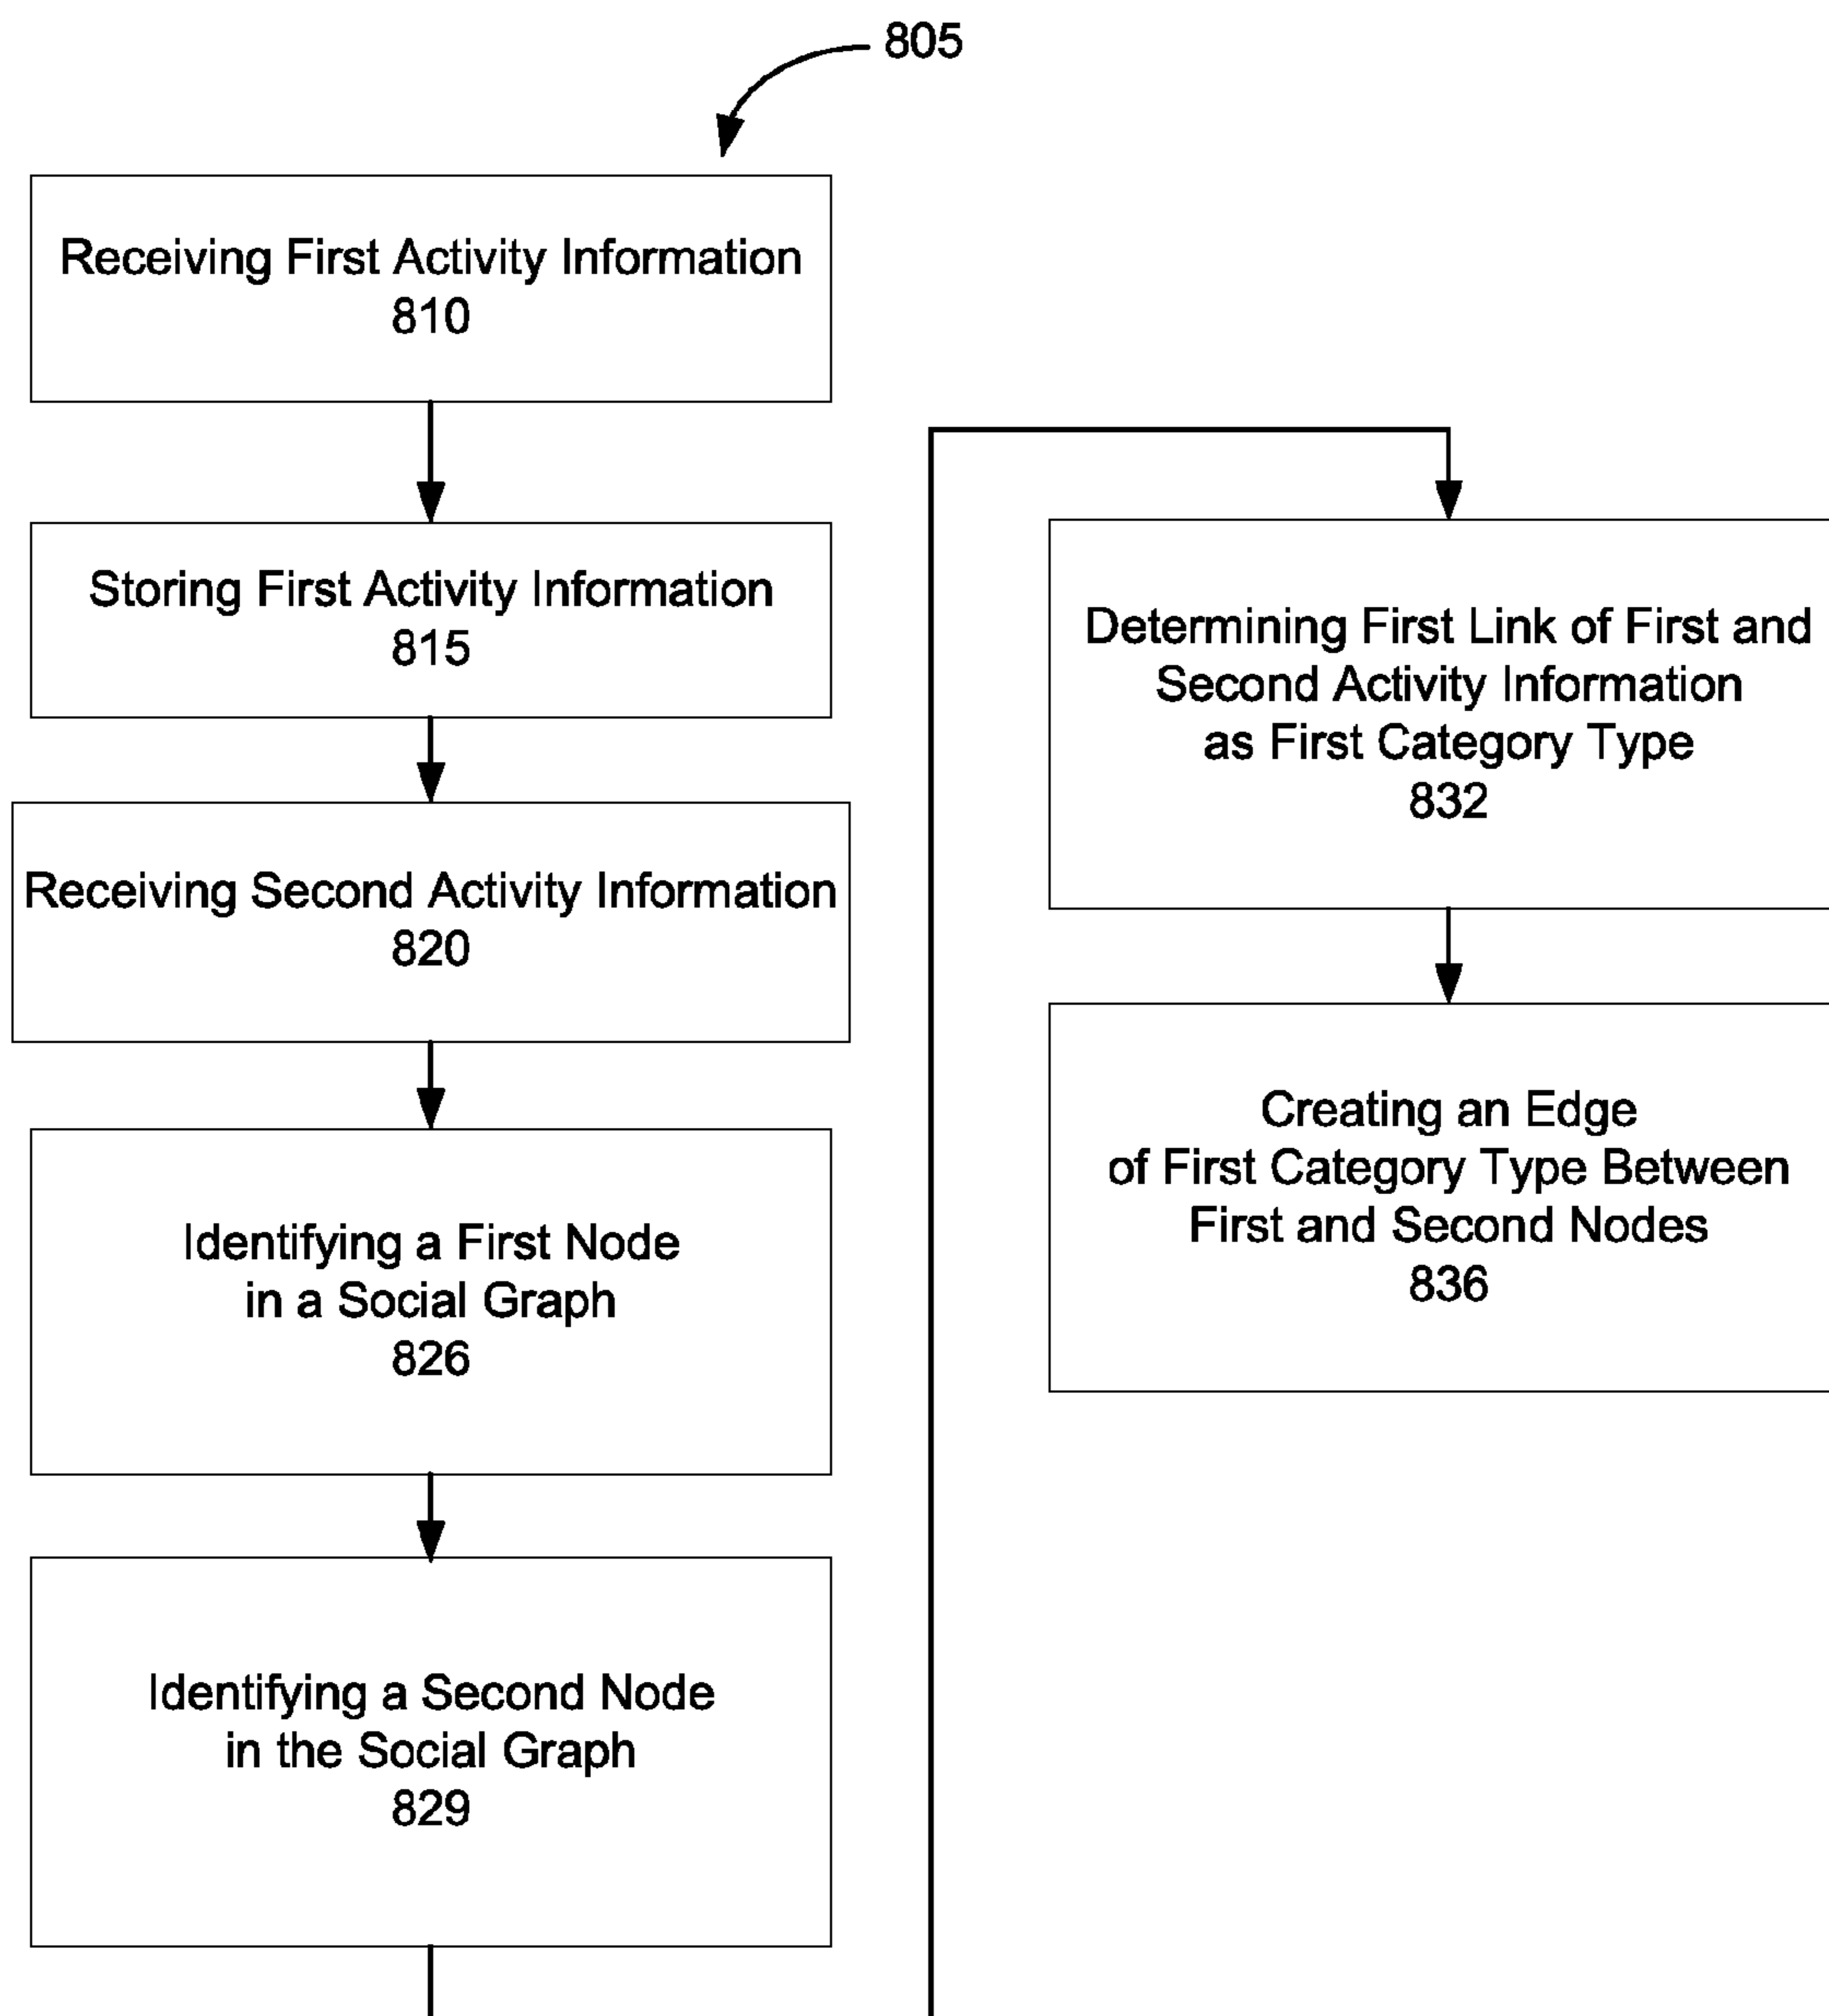 805
Receiving First Activity Information
810
Storing First Activity Information
815
Receiving Second Activity Information
820
Identifying a First Node
in a Social Graph
826
Identifying a Second Node
in the Social Graph
829
Determining First Link of First and
Second Activity Information
as First Category Type
832
Creating an Edge
of First Category Type Between
First and Second Nodes
836